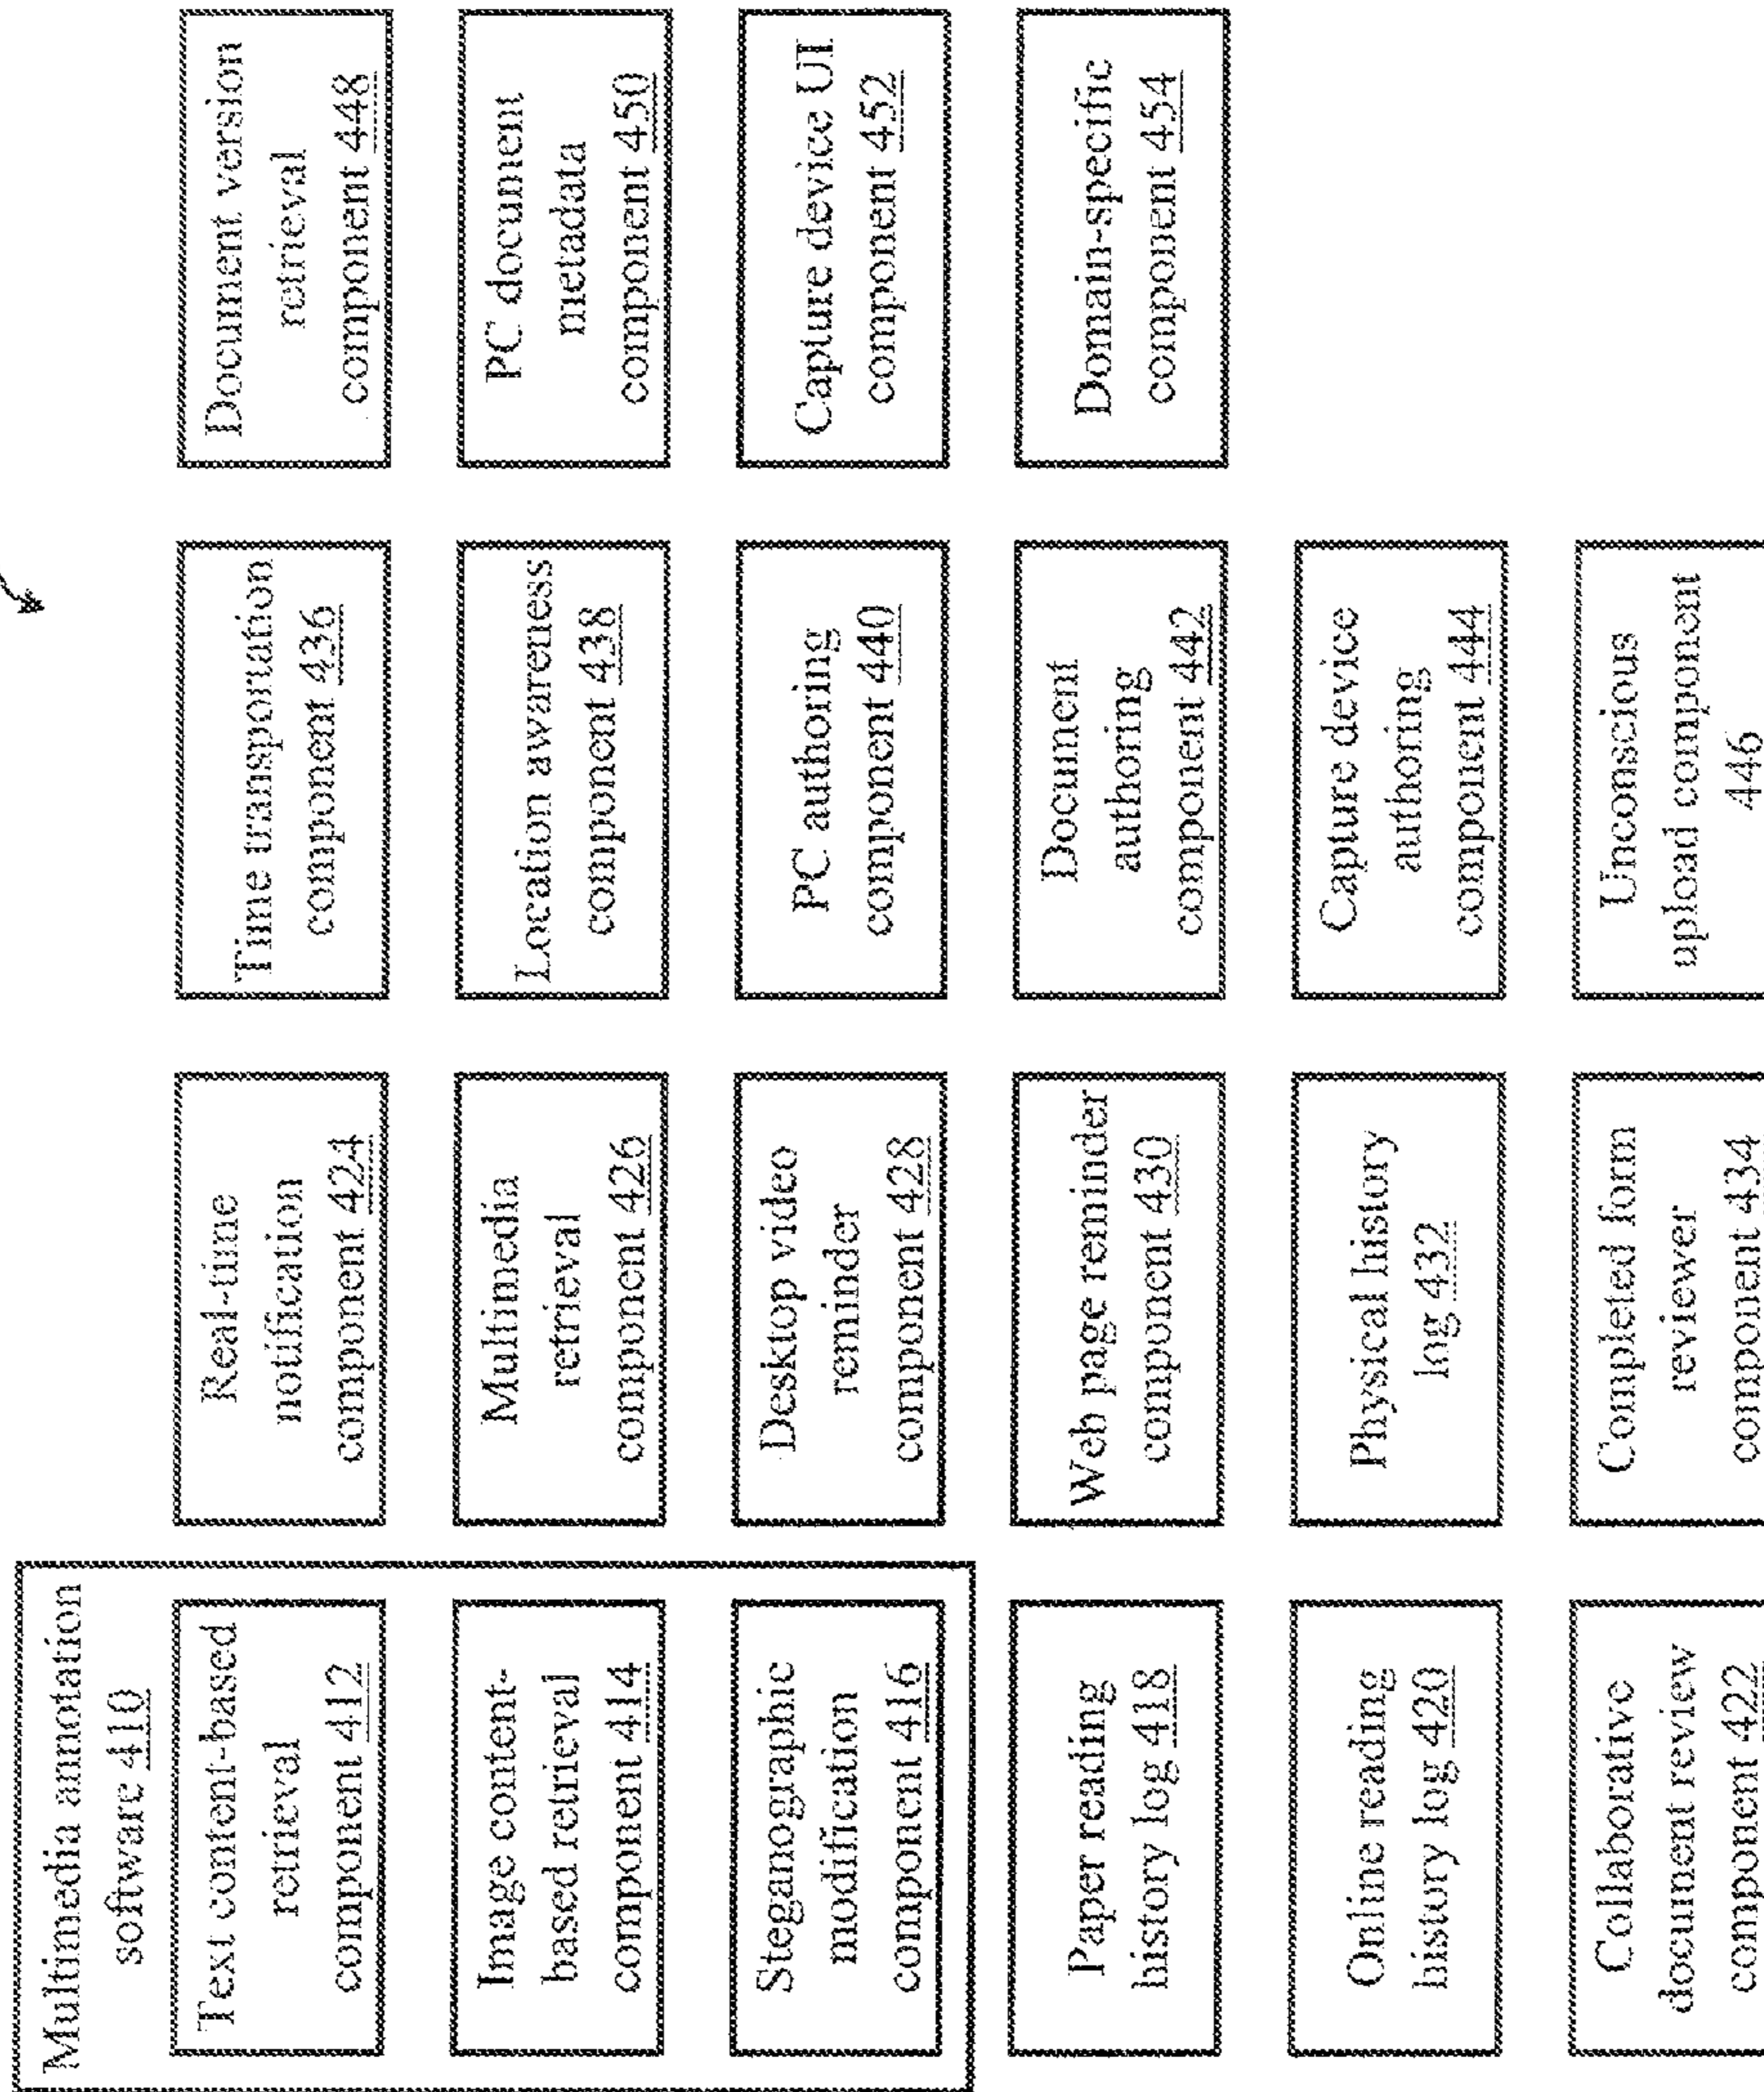 Multimedia annotation
software 410
Text content-based
retrieval
component 412
Image content-
based retrieval
component 414
Steganographic
modification
component 416
Paper reading
history log 418
Online reading
history log 420
Collaborative
document review
component 422
Real-time
notification
component 424
Multimedia
retrieval
component 426
Desktop video
reminder
component 428
Web page reminder
component 430
Physical history
log 432
Completed form
reviewer
component 434
Time transportation
component 436
Location awareness
component 438
PC authoring
component 440
Document
authoring
component 442
Capture device
authoring
component 444
Unconscious
upload component
446
Document version
retrieval
component 448
PC document
metadata
component 450
Capture device UI
component 452
Domain-specific
component 454